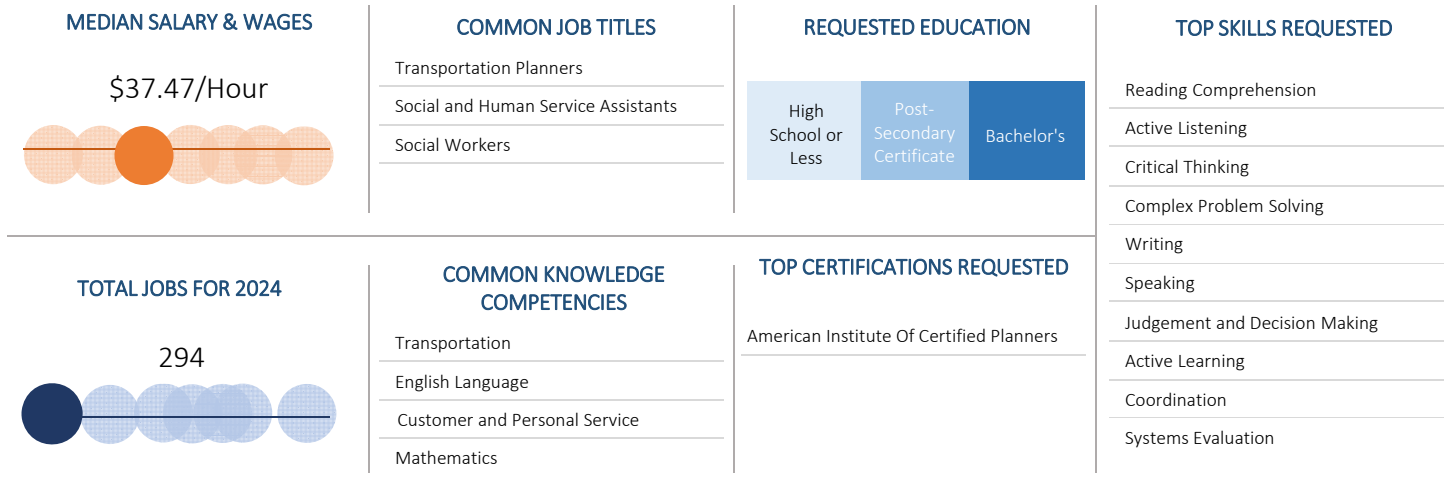 MEDIAN SALARY & WAGES
$37.47/Hour
COMMON JOB TITLES
Transportation Planners
Social and Human Service Assistants
Social Workers
REQUESTED EDUCATION
High
School or
Less
Post-
Secondary
Certificate
Bachelor's
TOP SKILLS REQUESTED
Reading Comprehension
Active Listening
Critical Thinking
Complex Problem Solving
Writing
Speaking
Judgement and Decision Making
Active Learning
Coordination
Systems Evaluation
TOTAL JOBS FOR 2024
294
COMMON KNOWLEDGE
COMPETENCIES
Transportation
English Language
Customer and Personal Service
Mathematics
TOP CERTIFICATIONS REQUESTED
American Institute Of Certified Planners